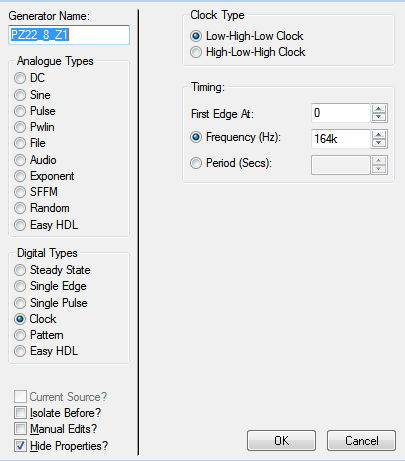 Generator Name:
PZ22_8_Z1
Analogue Types
DC
Sine
Pulse
Pwlin
File
Audio
Exponent
SFFM
Random
Easy HDL
Digital Types
Steady State
Single Edge
Single Pulse
Clock
Pattern
Easy HDL
Current Source?
Isolate Before?
Manual Edits?
Hide Properties?
Clock Type
Low-High-Low Clock
High-Low-High Clock
Timing:
First Edge At: 0
Frequency (Hz): 164k
Period (Secs):
OK Cancel